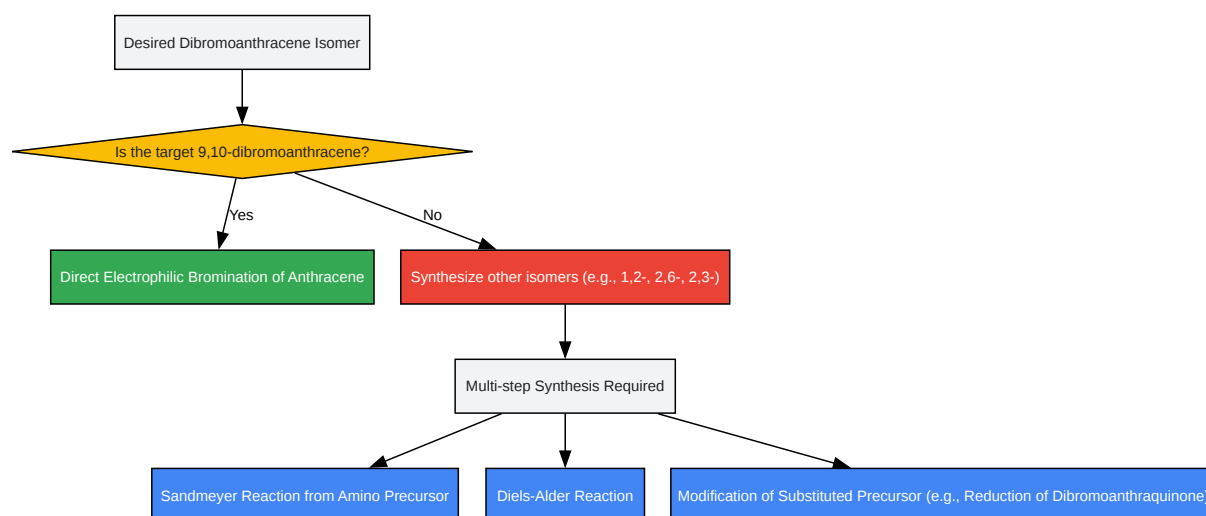 Desired Dibromoanthracene Isomer
Is the target 9,10-dibromoanthracene?
Yes
No
Direct Electrophilic Bromination of Anthracene
Synthesize other isomers (e.g., 1,2-, 2,6-, 2,3-)
Multi-step Synthesis Required
Sandmeyer Reaction from Amino Precursor
Diels-Alder Reaction
Modification of Substituted Precursor (e.g., Reduction of Dibromoanthraquinone)